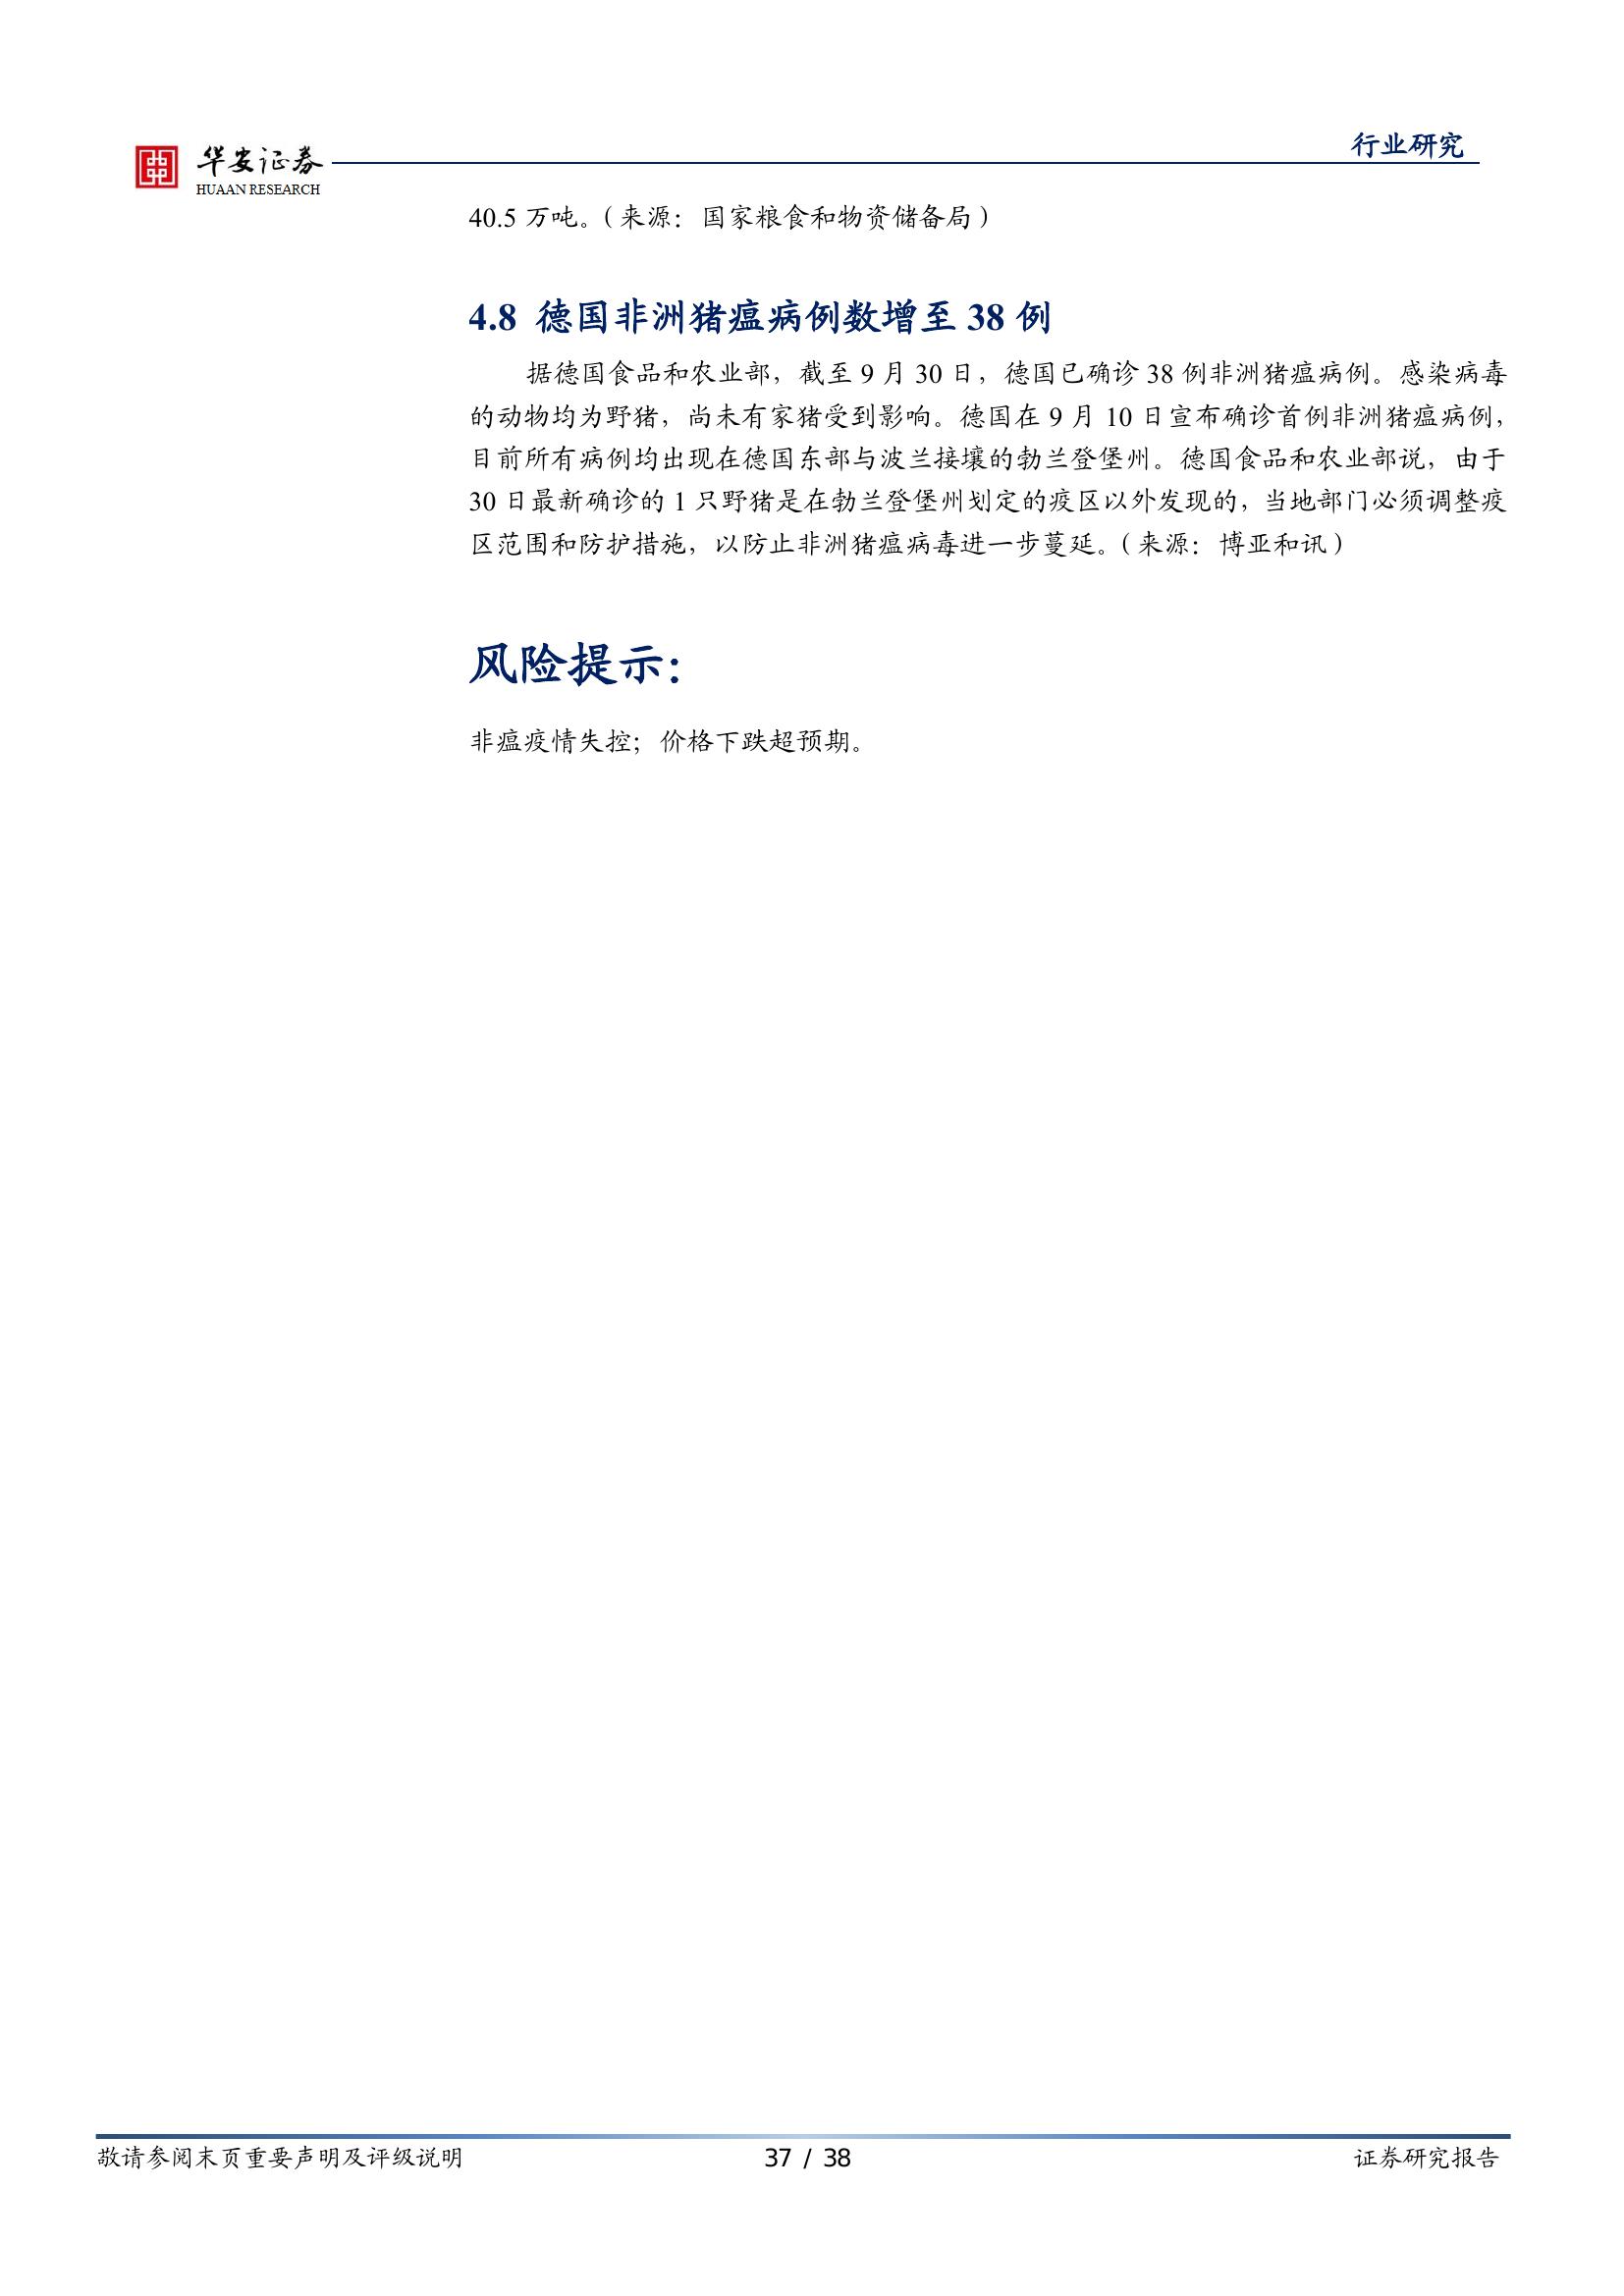 华安证券
HUAAN RESEARCH
行业研究
40.5 万吨。（来源：国家粮食和物资储备局）
4.8 德国非洲猪瘟病例数增至 38 例
据德国食品和农业部，截至 9 月 30 日，德国已确诊 38 例非洲猪瘟病例。感染病毒
的动物均为野猪，尚未有家猪受到影响。德国在 9 月 10 日宣布确诊首例非洲猪瘟病例，
目前所有病例均出现在德国东部与波兰接壤的勃兰登堡州。德国食品和农业部说，由于
30 日最新确诊的 1 只野猪是在勃兰登堡州划定的疫区以外发现的，当地部门必须调整疫
区范围和防护措施，以防止非洲猪瘟病毒进一步蔓延。（来源：博亚和讯）
风险提示：
非瘟疫情失控；价格下跌超预期。
敬请参阅末页重要声明及评级说明
37 / 38
证券研究报告